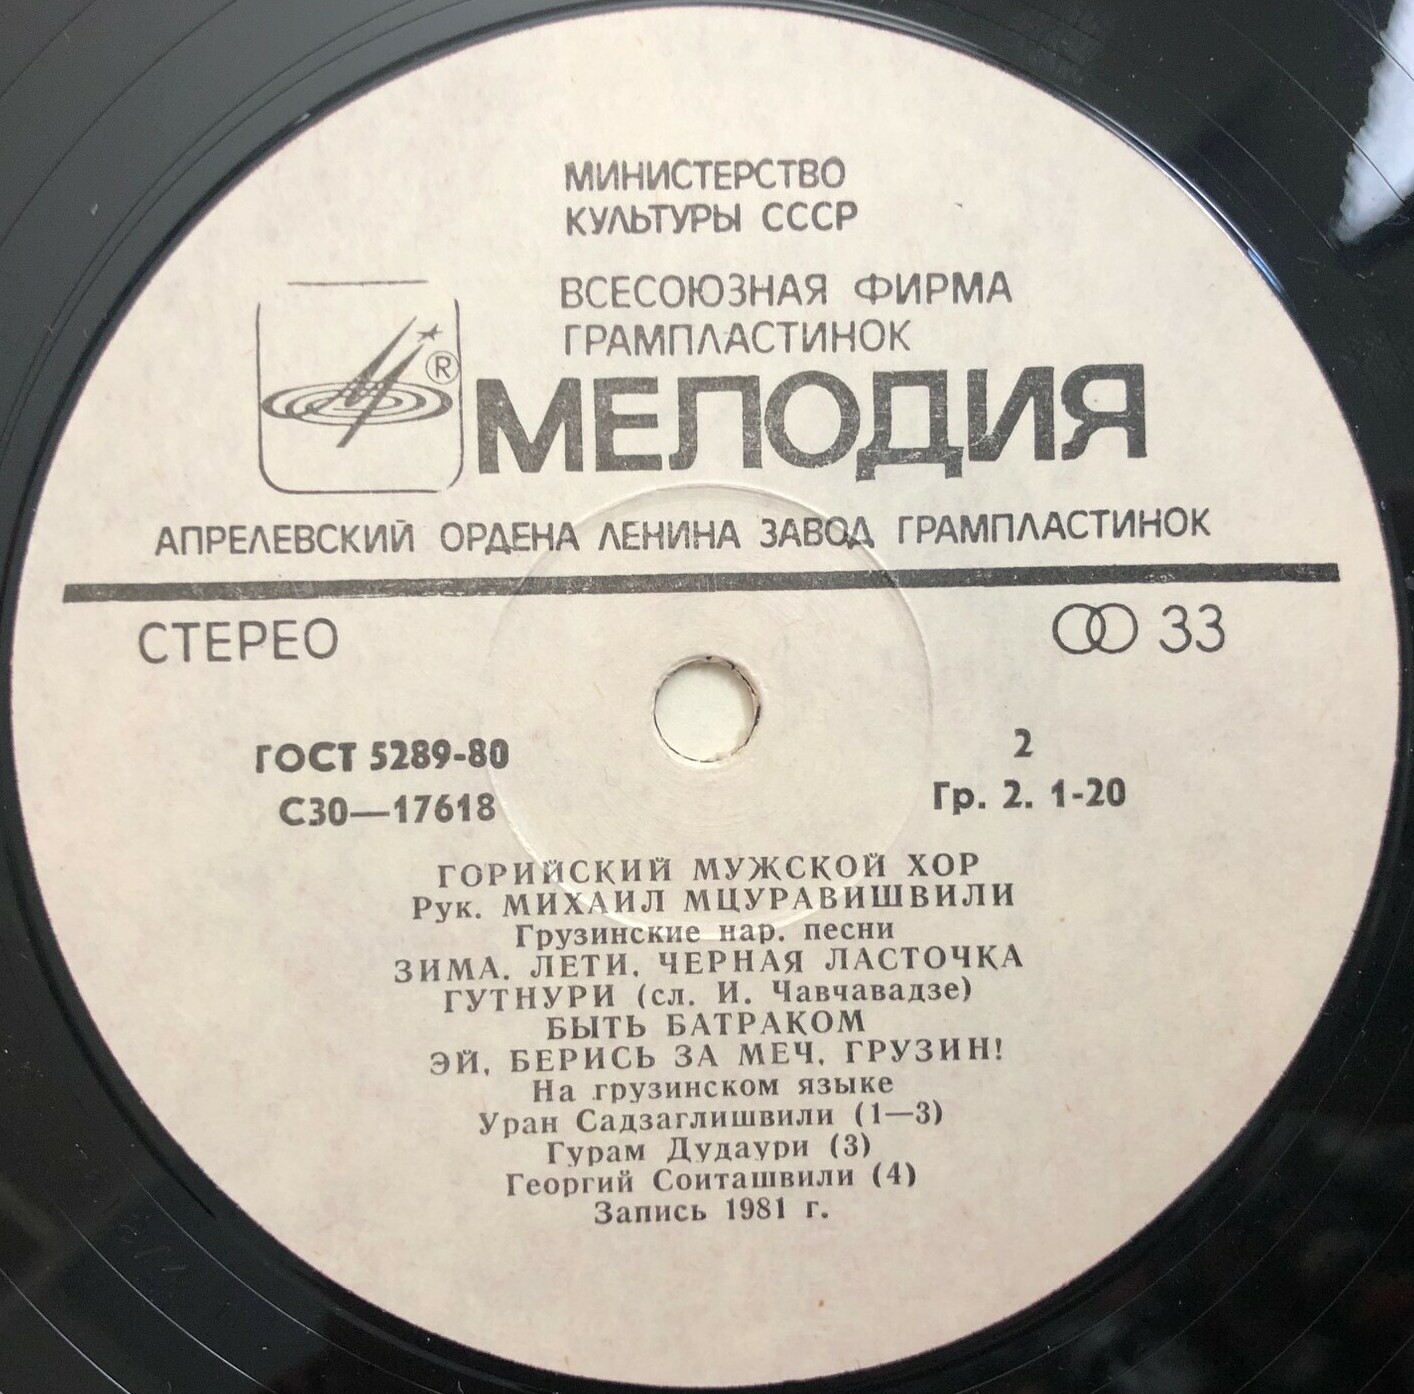 МИНИСТЕРСТВО
КУЛЬТУРЫ СССР
ВСЕСОЮЗНАЯ ФИРМА
ГРАМПЛАСТИНОК
®
МЕЛОДИЯ
АПРЕЛЕВСКИЙ ОРДЕНА ЛЕНИНА ЗАВОД ГРАМПЛАСТИНОК
СТЕРЕО
33
ГОСТ 5289-80
2
С30—17618
Гр. 2. 1-20
ГОРИЙСКИЙ МУЖСКОЙ ХОР
Рук. МИХАИЛ МЦУРАВИШВИЛИ
Грузинские нар. песни
ЗИМА. ЛЕТИ, ЧЕРНАЯ ЛАСТОЧКА
ГУТНУРИ (сл. И. Чавчавадзе)
БЫТЬ БАТРАКОМ
ЭЙ, БЕРИСЬ ЗА МЕЧ, ГРУЗИН!
На грузинском языке
Уран Садзаглишвили (1—3)
Гурам Дудаури (3)
Георгий Соиташвили (4)
Запись 1981 г.